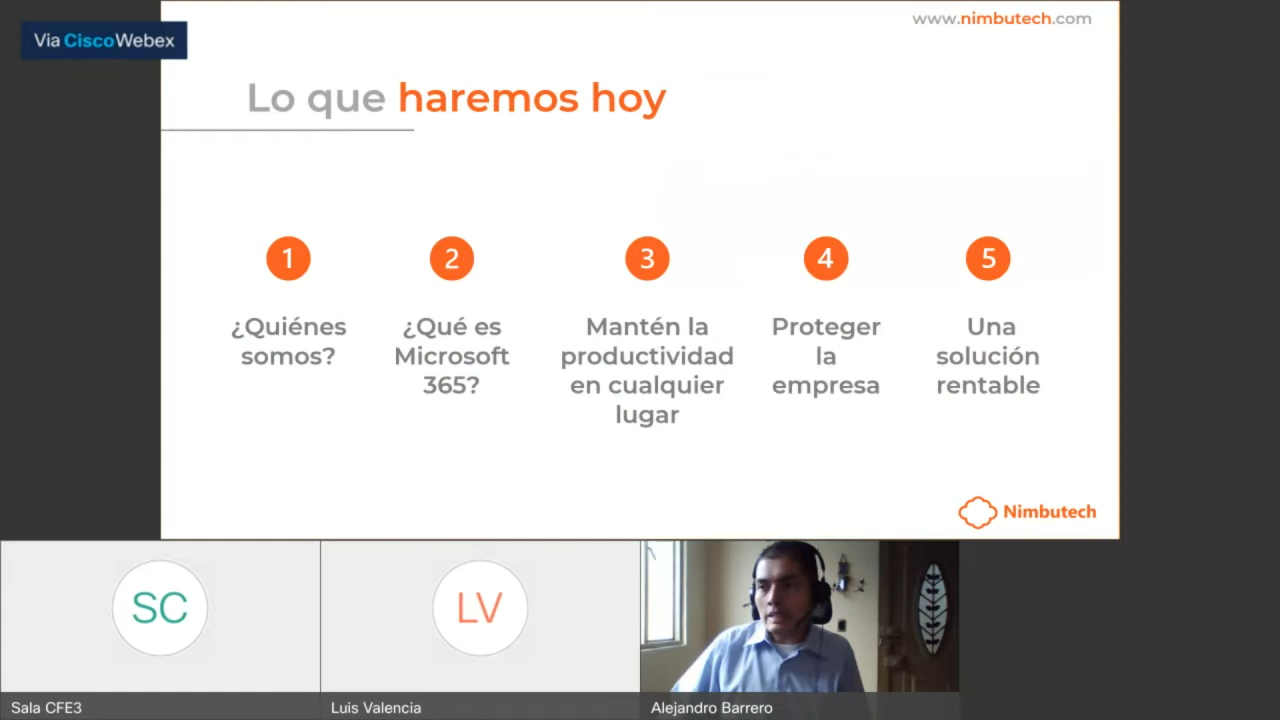 www.nimbutech.com
Via CiscoWebex
Lo que haremos hoy
1
¿Quiénes
somos?
2
¿Qué es
Microsoft
365?
3
Mantén la
productividad
en cualquier
lugar
4
Proteger
la
empresa
5
Una
solución
rentable
Nimbutech
SC
Sala CFE3
LV
Luis Valencia
Alejandro Barrero